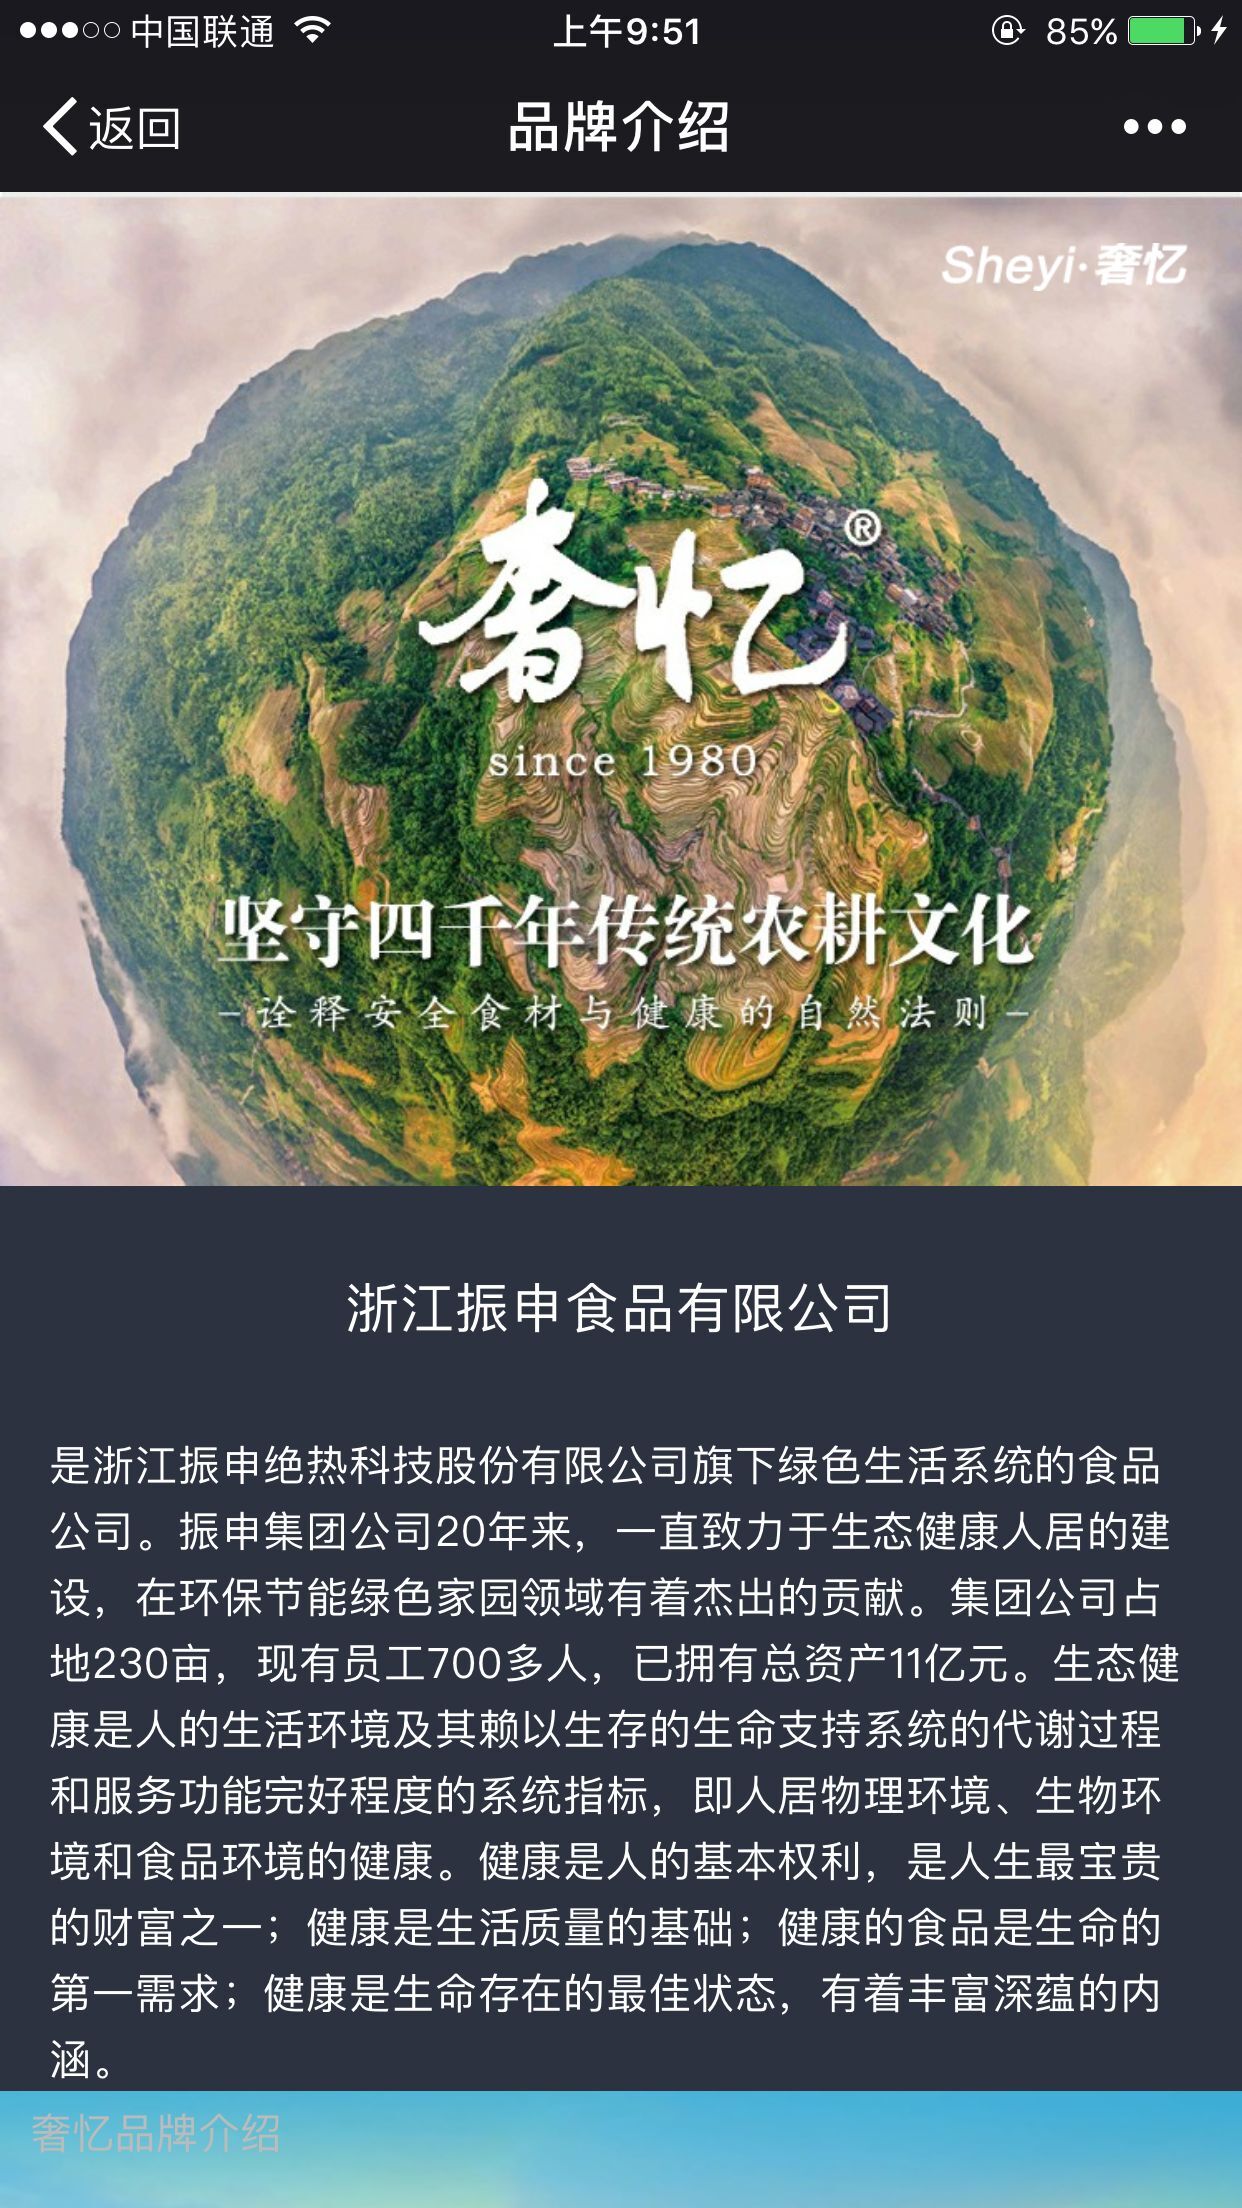 中国联通
上午9:51
85%
返回
品牌介绍
Sheyi·奢忆
奢忆®
since 1980
坚守四千年传统农耕文化
–诠释安全食材与健康的自然法则–
浙江振申食品有限公司
是浙江振申绝热科技股份有限公司旗下绿色生活系统的食品
公司。振申集团公司20年来，一直致力于生态健康人居的建
设，在环保节能绿色家园领域有着杰出的贡献。集团公司占
地230亩，现有员工700多人，已拥有总资产11亿元。生态健
康是人的生活环境及其赖以生存的生命支持系统的代谢过程
和服务功能完好程度的系统指标，即人居物理环境、生物环
境和食品环境的健康。健康是人的基本权利，是人生最宝贵
的财富之一；健康是生活质量的基础；健康的食品是生命的
第一需求；健康是生命存在的最佳状态，有着丰富深蕴的内
涵。
奢忆品牌介绍